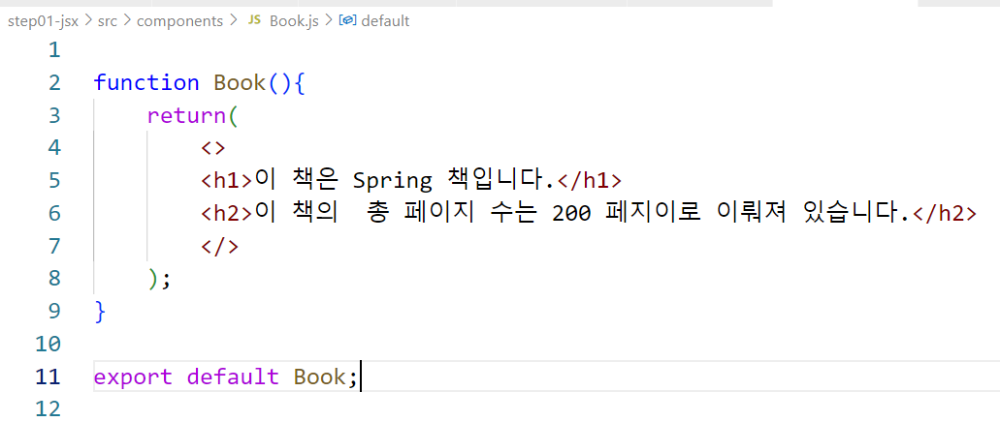 step01-jsx > src > components > JS Book.js > default
1
2 function Book(){
3 return(
4 <>
5 <h1>이 책은 Spring 책입니다.</h1>
6 <h2>이 책의  총 페이지 수는 200 페지이로 이뤄져 있습니다.</h2>
7 </>
8 );
9 }
10
11 export default Book;
12